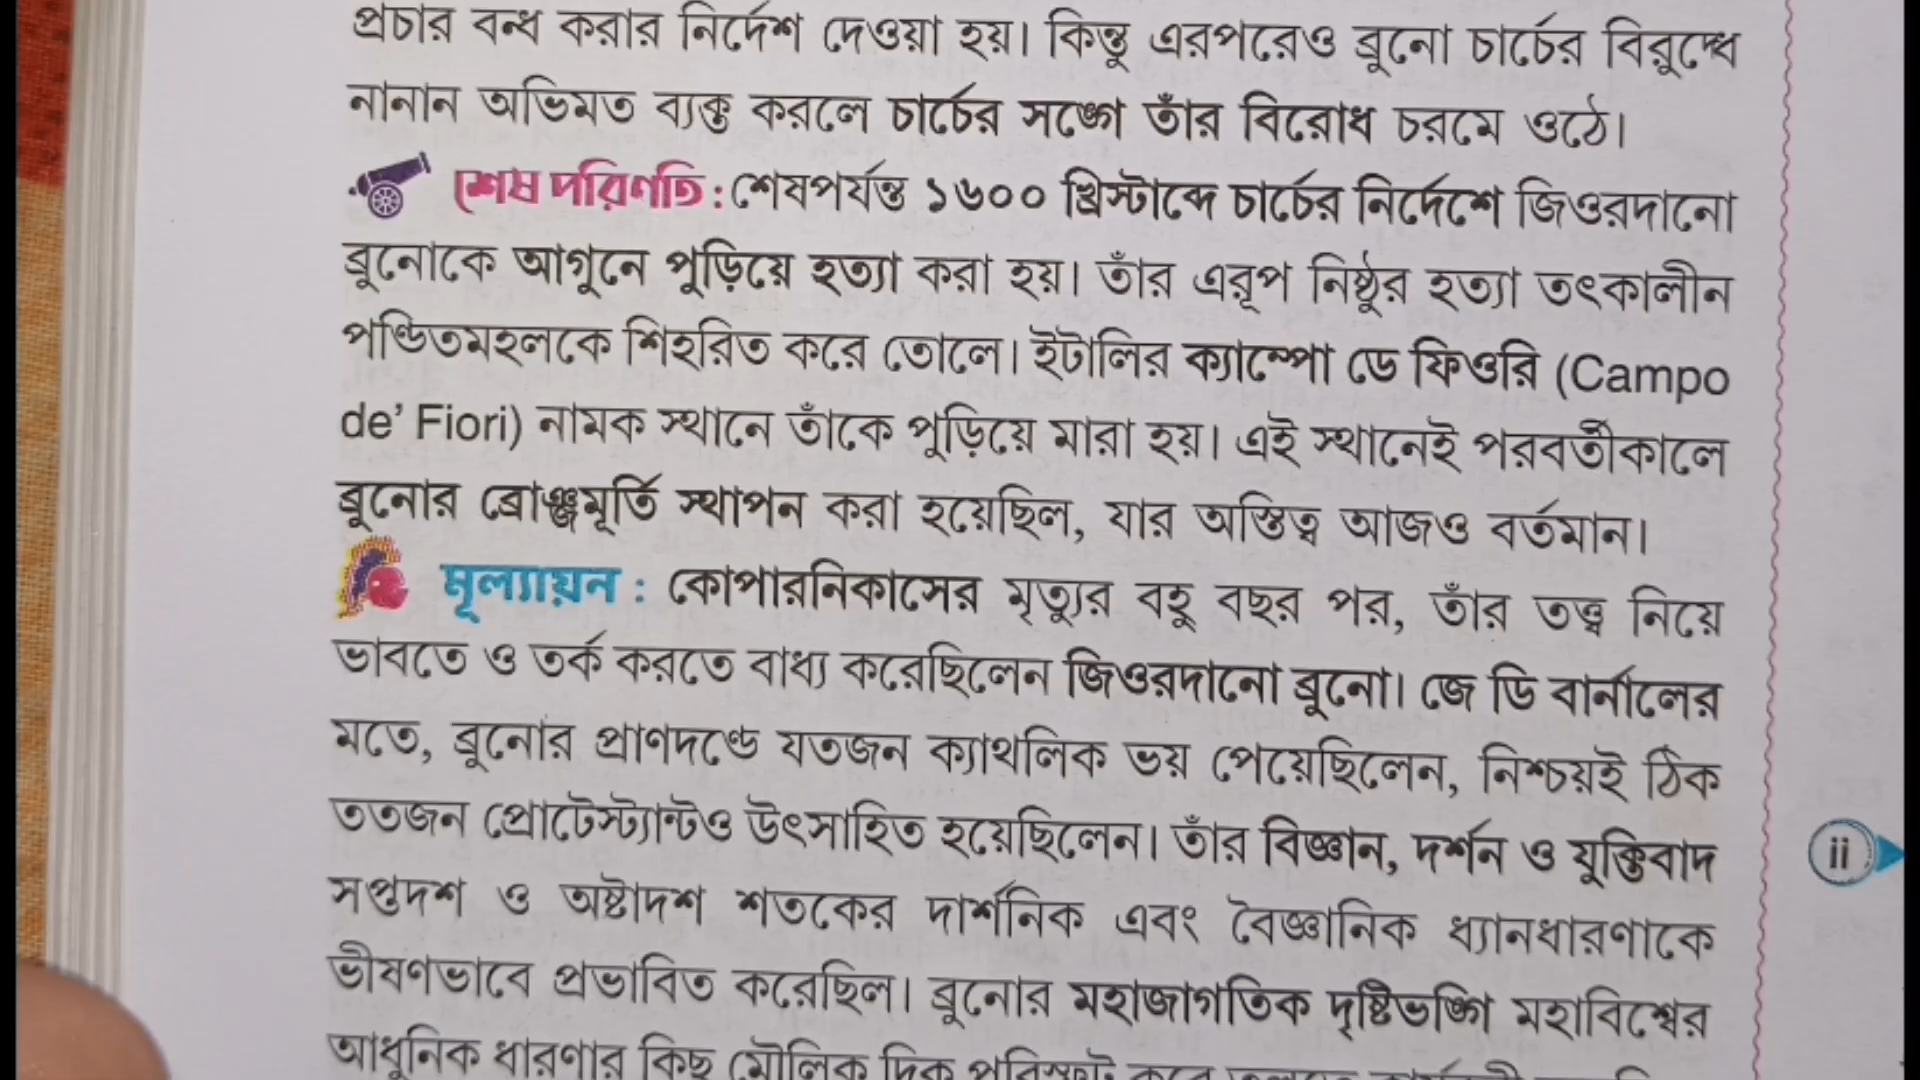 প্রচার বন্ধ করার নির্দেশ দেওয়া হয়। কিন্তু এরপরেও ব্রুনো চার্চের বিরুদ্ধে
নানান অভিমত ব্যক্ত করলে চার্চের সঙ্গে তাঁর বিরোধ চরমে ওঠে।
শেষ পরিণতি : শেষপর্যন্ত ১৬০০ খ্রিস্টাব্দে চার্চের নির্দেশে জিওরদানো
ব্রুনোকে আগুনে পুড়িয়ে হত্যা করা হয়। তাঁর এরূপ নিষ্ঠুর হত্যা তৎকালীন
পণ্ডিতমহলকে শিহরিত করে তোলে। ইটালির ক্যাম্পো ডে ফিওরি (Campo
de’ Fiori) নামক স্থানে তাঁকে পুড়িয়ে মারা হয়। এই স্থানেই পরবর্তীকালে
ব্রুনোর ব্রোঞ্জমূর্তি স্থাপন করা হয়েছিল, যার অস্তিত্ব আজও বর্তমান।
মূল্যায়ন : কোপারনিকাসের মৃত্যুর বহু বছর পর, তাঁর তত্ত্ব নিয়ে
ভাবতে ও তর্ক করতে বাধ্য করেছিলেন জিওরদানো ব্রুনো। জে ডি বার্নালের
মতে, ব্রুনোর প্রাণদণ্ডে যতজন ক্যাথলিক ভয় পেয়েছিলেন, নিশ্চয়ই ঠিক
ততজন প্রোটেস্ট্যান্টও উৎসাহিত হয়েছিলেন। তাঁর বিজ্ঞান, দর্শন ও যুক্তিবাদ
ii
সপ্তদশ ও অষ্টাদশ শতকের দার্শনিক এবং বৈজ্ঞানিক ধ্যানধারণাকে
ভীষণভাবে প্রভাবিত করেছিল। ব্রুনোর মহাজাগতিক দৃষ্টিভঙ্গি মহাবিশ্বের
আধুনিক ধারণার কিছু মৌলিক দিক